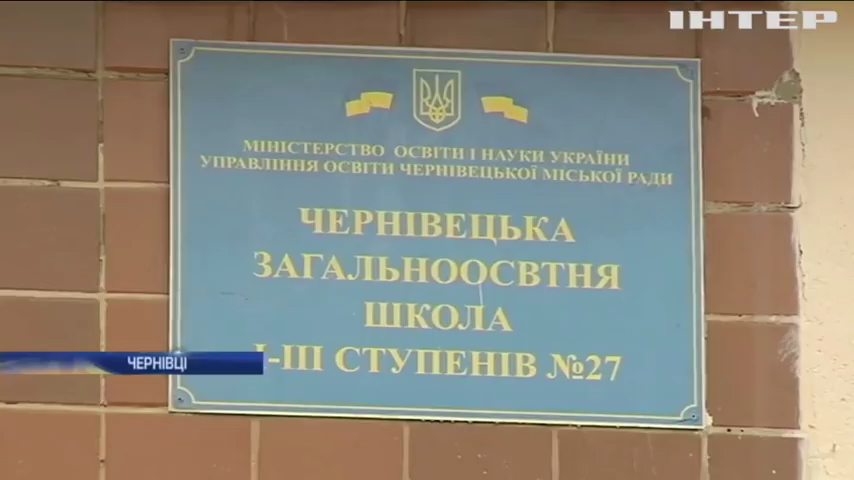 ІНТЕР
МІНІСТЕРСТВО ОСВІТИ І НАУКИ УКРАЇНИ
УПРАВЛІННЯ ОСВІТИ ЧЕРНІВЕЦЬКОЇ МІСЬКОЇ РАДИ
ЧЕРНІВЕЦЬКА
ЗАГАЛЬНООСВТНЯ
ШКОЛА
І-ІІІ СТУПЕНІВ №27
ЧЕРНІВЦІ